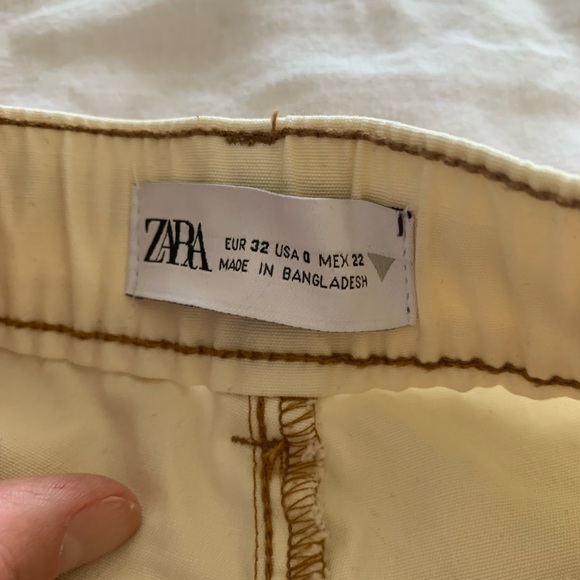 ZARA
EUR 32 USA 0 MEX 22
MADE IN BANGLADESH